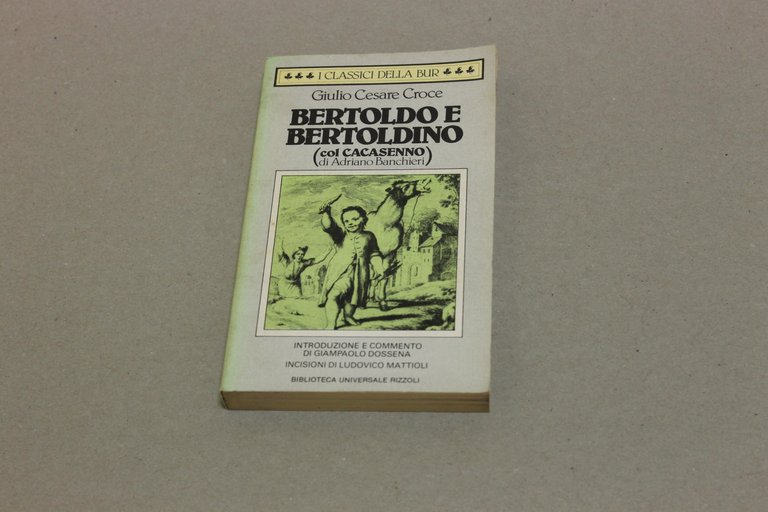 I CLASSICI DELLA BUR
Giulio Cesare Croce
BERTOLDO E
BERTOLDINO
(col CACASENNO
di Adriano Banchieri)
INTRODUZIONE E COMMENTO
DI GIAMPAOLO DOSSENA
INCISIONI DI LUDOVICO MATTIOLI
BIBLIOTECA UNIVERSALE RIZZOLI